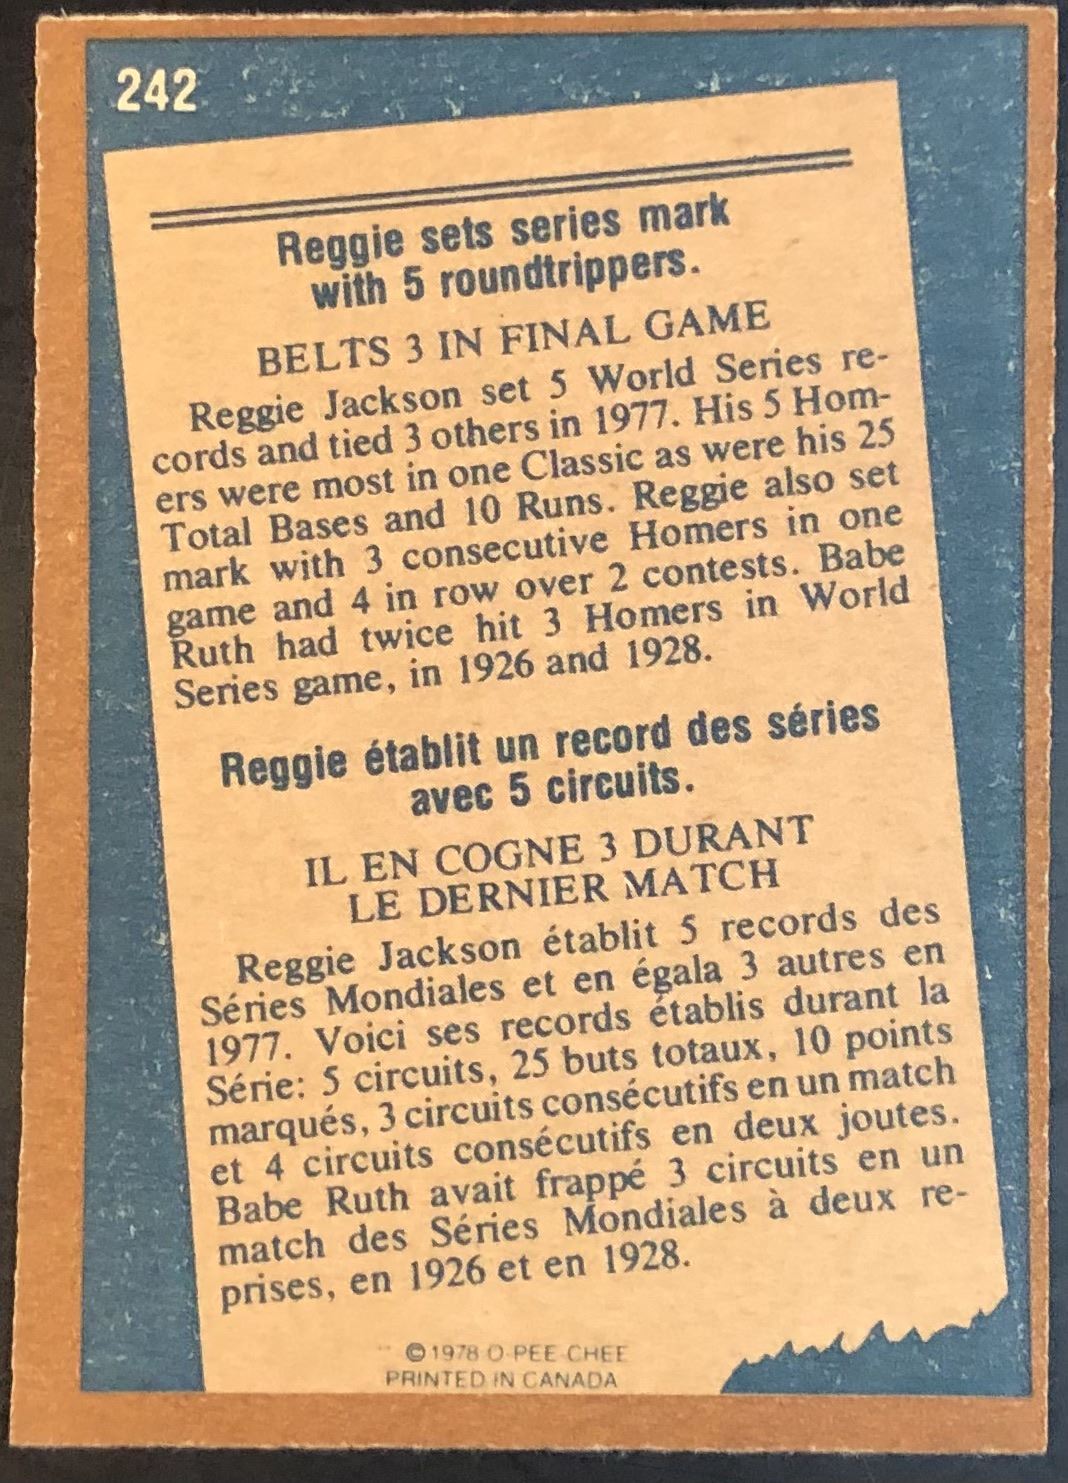 242
Reggie sets series mark
with 5 roundtrippers.
BELTS 3 IN FINAL GAME
Reggie Jackson set 5 World Series re-
cords and tied 3 others in 1977. His 5 Hom-
ers were most in one Classic as were his 25
Total Bases and 10 Runs. Reggie also set
mark with 3 consecutive Homers in one
game and 4 in row over 2 contests. Babe
Ruth had twice hit 3 Homers in World
Series game, in 1926 and 1928.
Reggie établit un record des séries
avec 5 circuits.
IL EN COGNE 3 DURANT
LE DERNIER MATCH
Reggie Jackson établit 5 records des
Séries Mondiales et en égala 3 autres en
1977. Voici ses records établis durant la
Série: 5 circuits, 25 buts totaux, 10 points
marqués, 3 circuits consécutifs en un match
et 4 circuits consécutifs en deux joutes.
Babe Ruth avait frappé 3 circuits en un
match des Séries Mondiales à deux re-
prises, en 1926 et en 1928.
©1978 O-PEE-CHEE
PRINTED IN CANADA